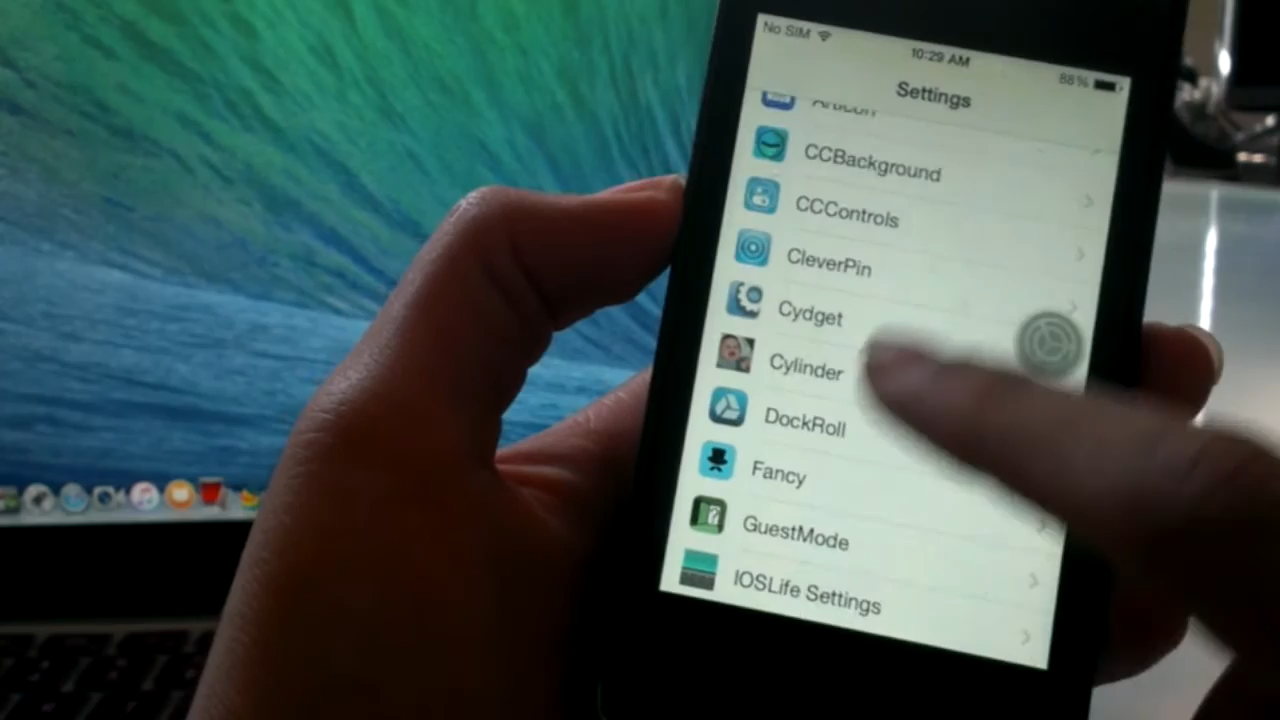 No SIM
10:29 AM
88%
Settings
CCBackground
CCControls
CleverPin
Cydget
Cylinder
DockRoll
Fancy
GuestMode
IOSLife Settings